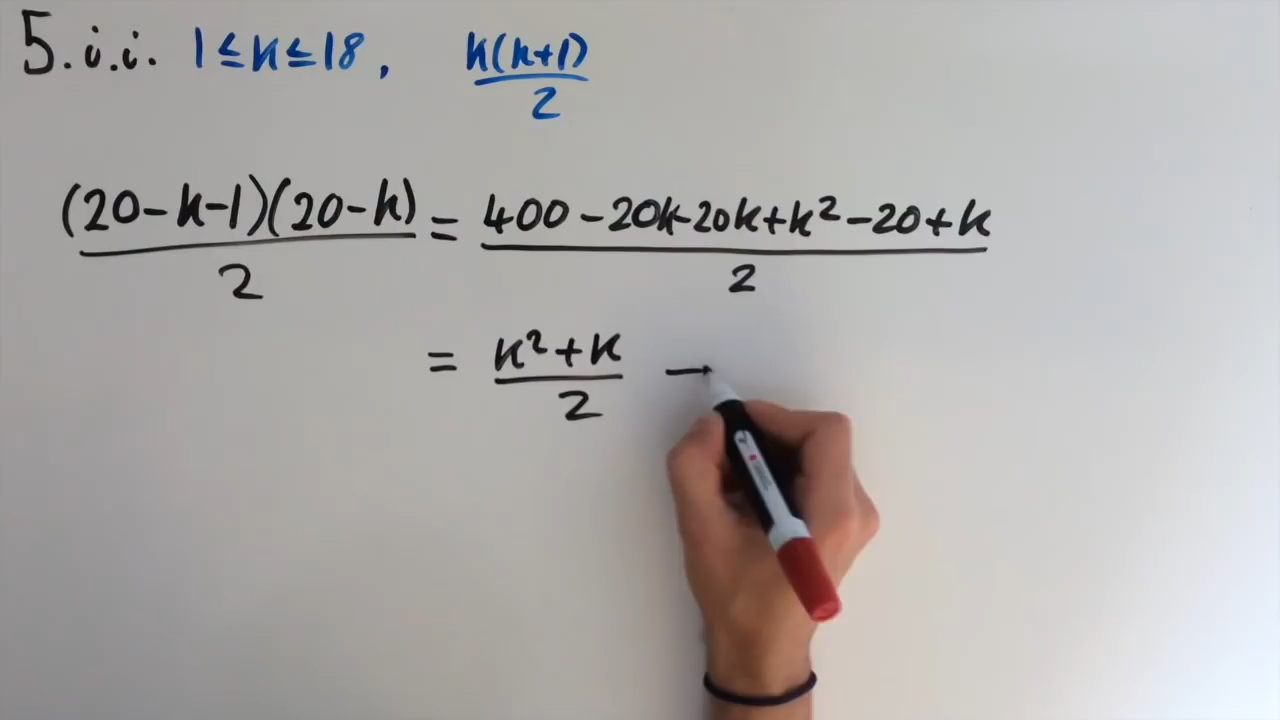 5.i.i. 1≤k≤18, k(k+1)/2
(20-k-1)(20-k)/2 = 400-20k-20k+k²-20+k/2
= k²+k/2 →